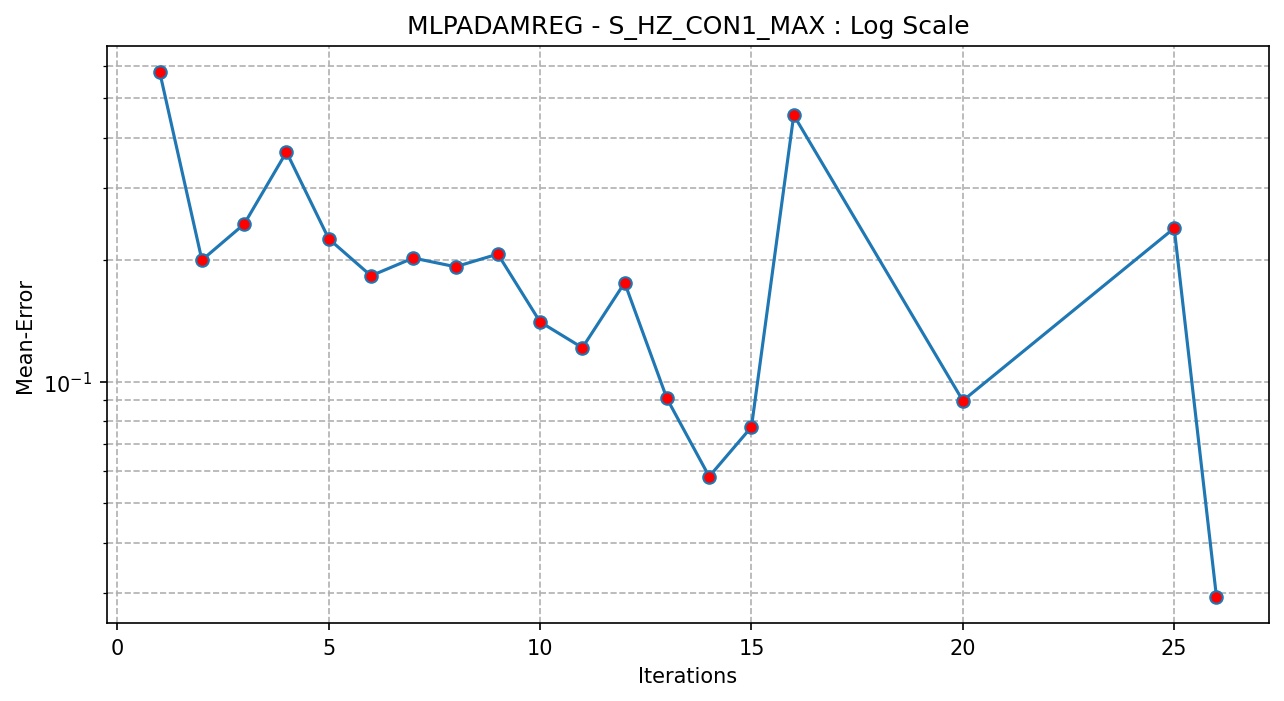 MLPADAMREG - S_HZ_CON1_MAX : Log Scale
Mean-Error
10⁻¹
0 5 10 15 20 25
Iterations